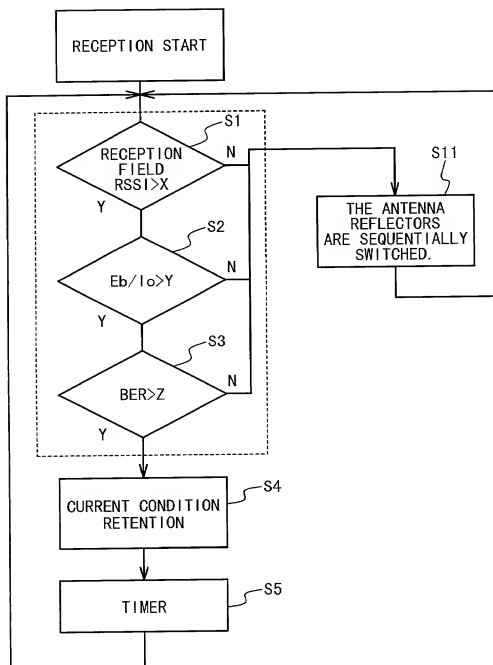 RECEPTION START
S1
RECEPTION
FIELD
RSSI>X
N
Y
S11
THE ANTENNA
REFLECTORS
ARE SEQUENTIALLY
SWITCHED.
S2
Eb/Io>Y
N
Y
S3
BER>Z
N
Y
S4
CURRENT CONDITION
RETENTION
S5
TIMER